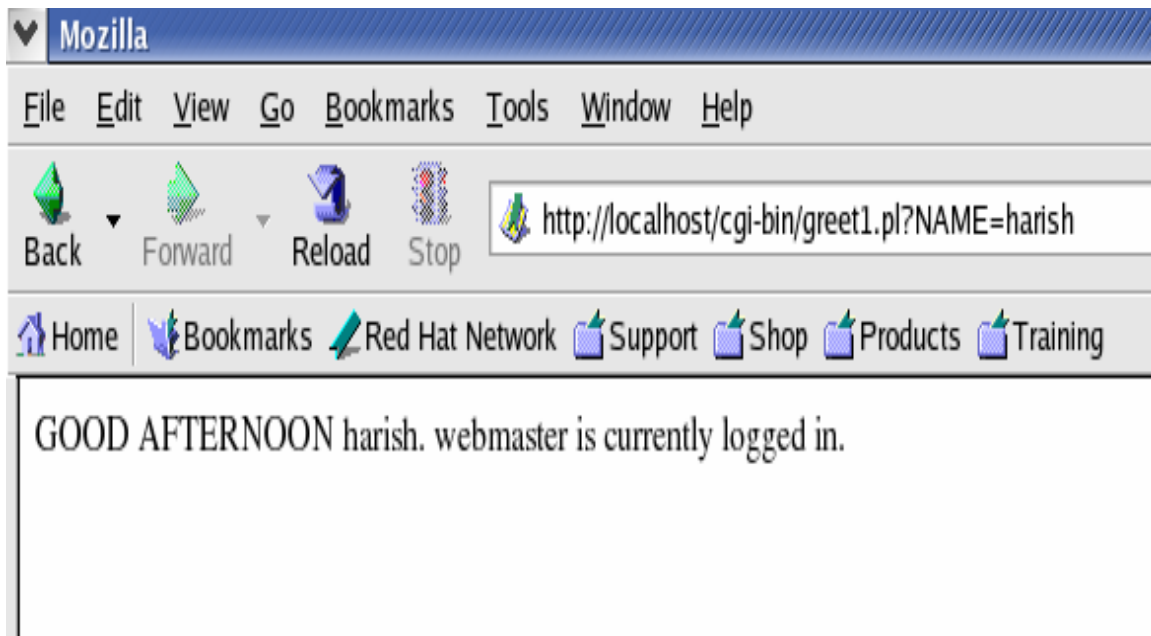 Mozilla
File Edit View Go Bookmarks Tools Window Help
Back Forward Reload Stop http://localhost/cgi-bin/greet1.pl?NAME=harish
Home Bookmarks Red Hat Network Support Shop Products Training
GOOD AFTERNOON harish. webmaster is currently logged in.